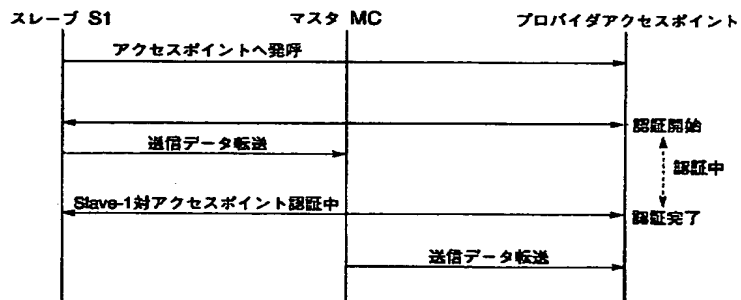 スレーブ S1
マスタ MC
プロバイダアクセスポイント
アクセスポイントへ発呼
認証開始
送信データ転送
認証中
Slave-1対アクセスポイント認証中
認証完了
送信データ転送